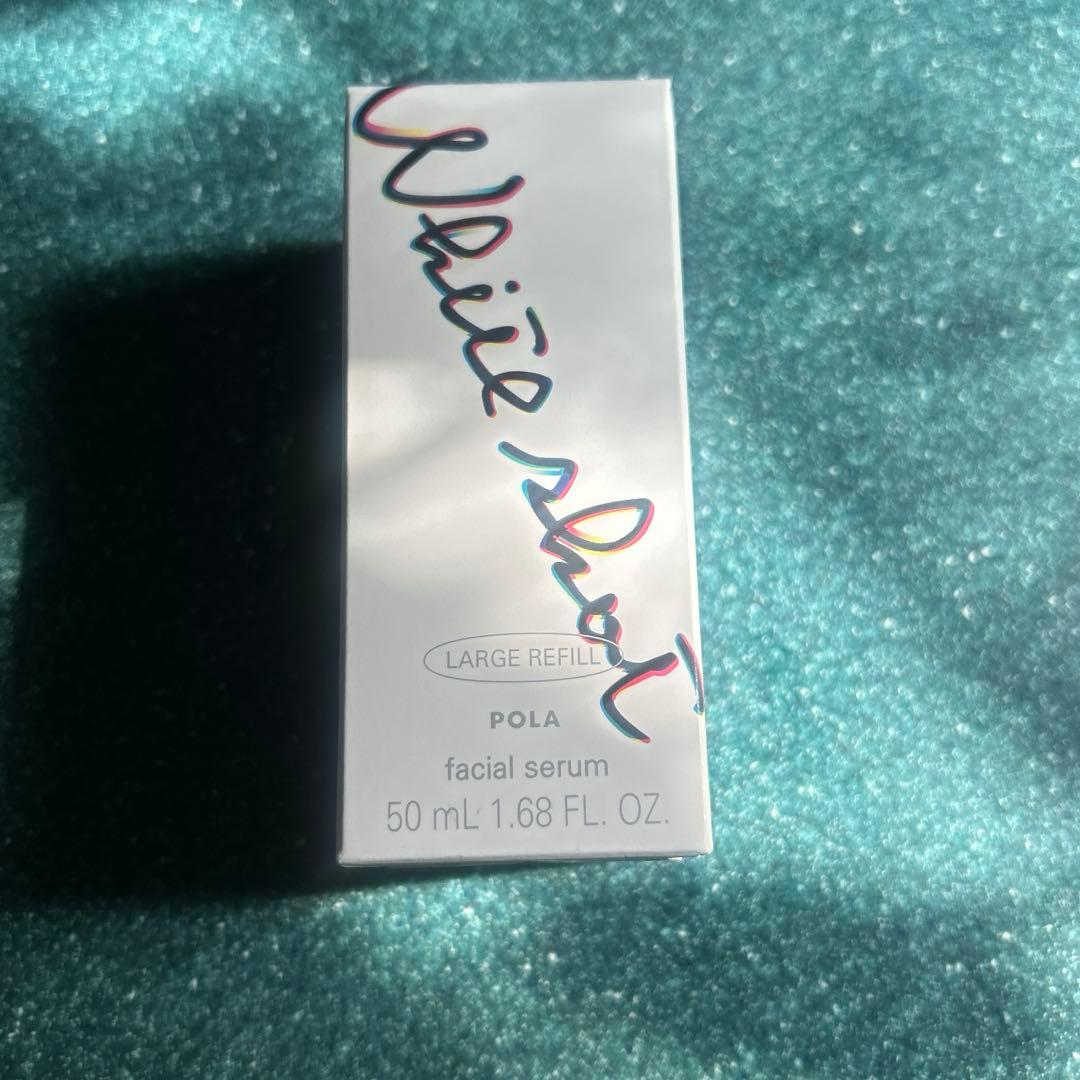 White shot
LARGE REFILL
POLA
facial serum
50 mL 1.68 FL. OZ.